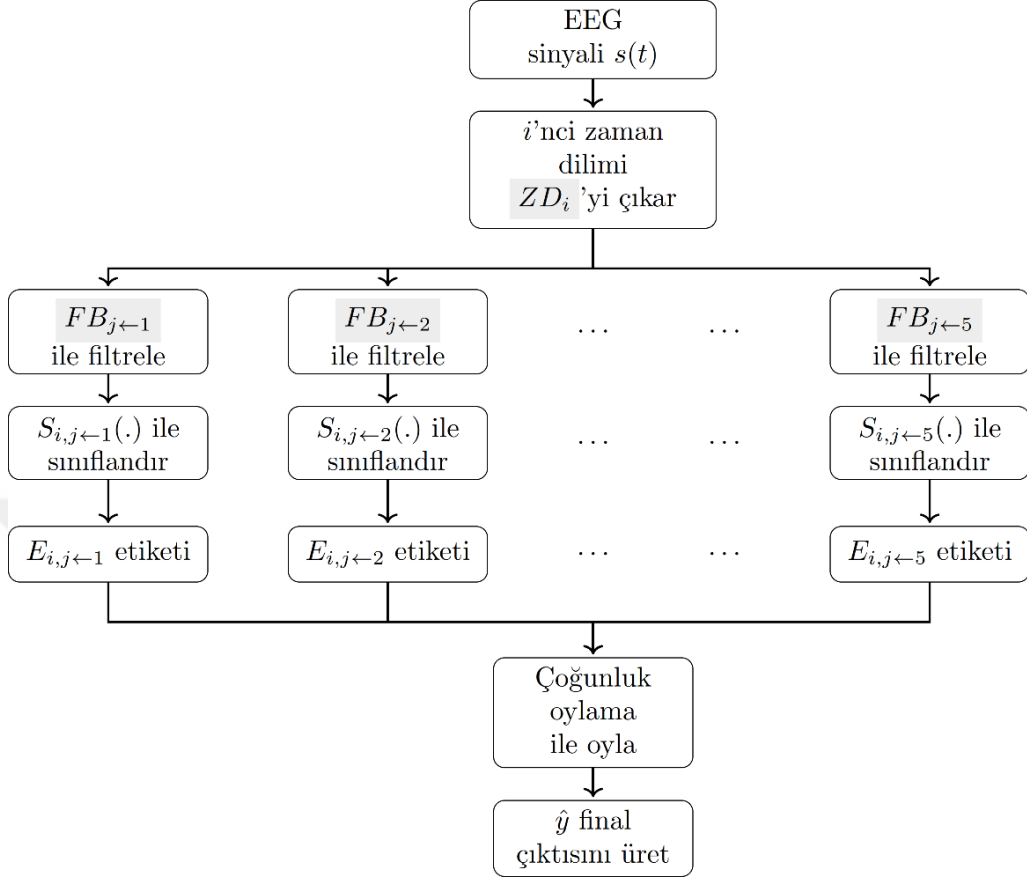 EEG
sinyali s(t)
i'nci zaman
dilimi
ZD_i 'yi çıkar
FB_{j←1}
ile filtrele
FB_{j←2}
ile filtrele
... ...
FB_{j←5}
ile filtrele
S_{i,j←1}(.) ile
sınıflandır
S_{i,j←2}(.) ile
sınıflandır
... ...
S_{i,j←5}(.) ile
sınıflandır
E_{i,j←1} etiketi
E_{i,j←2} etiketi
... ...
E_{i,j←5} etiketi
Çoğunluk
oylama
ile oyla
ŷ final
çıktısını üret